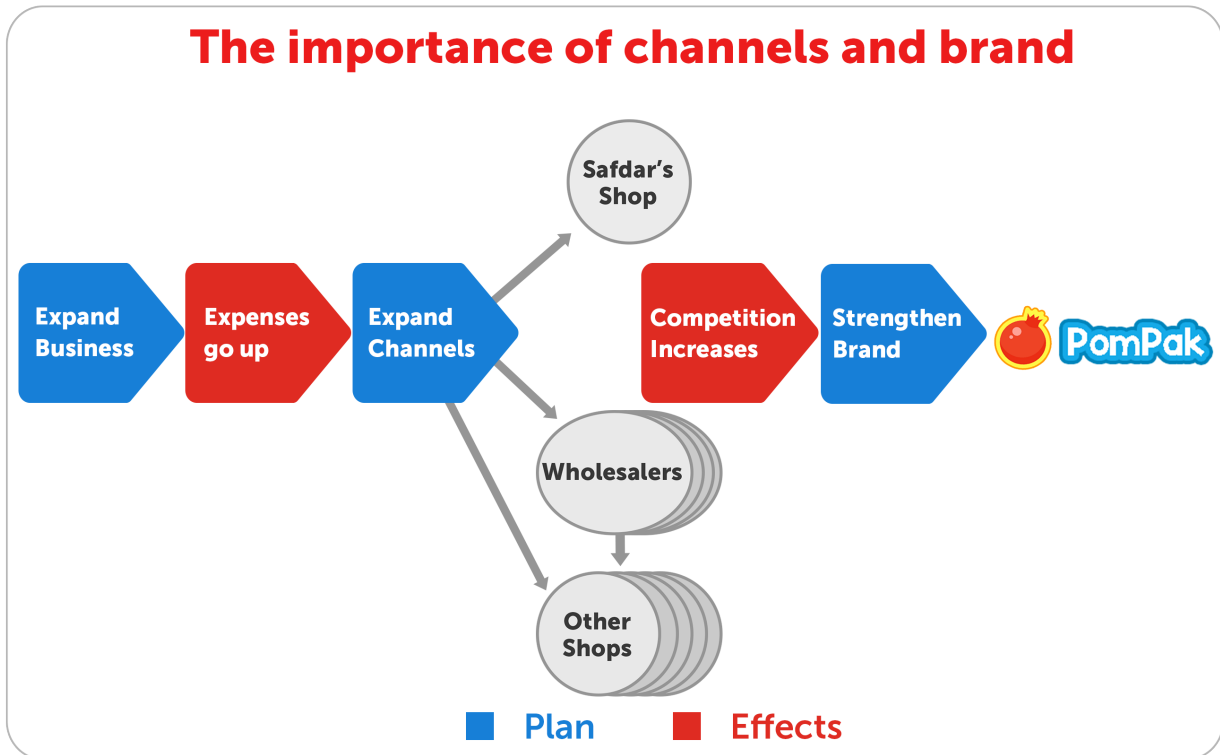 The importance of channels and brand
Safdar's
Shop
Expand
Business
Expenses
go up
Expand
Channels
Competition
Increases
Strengthen
Brand
PomPak
Wholesalers
Other
Shops
Plan
Effects